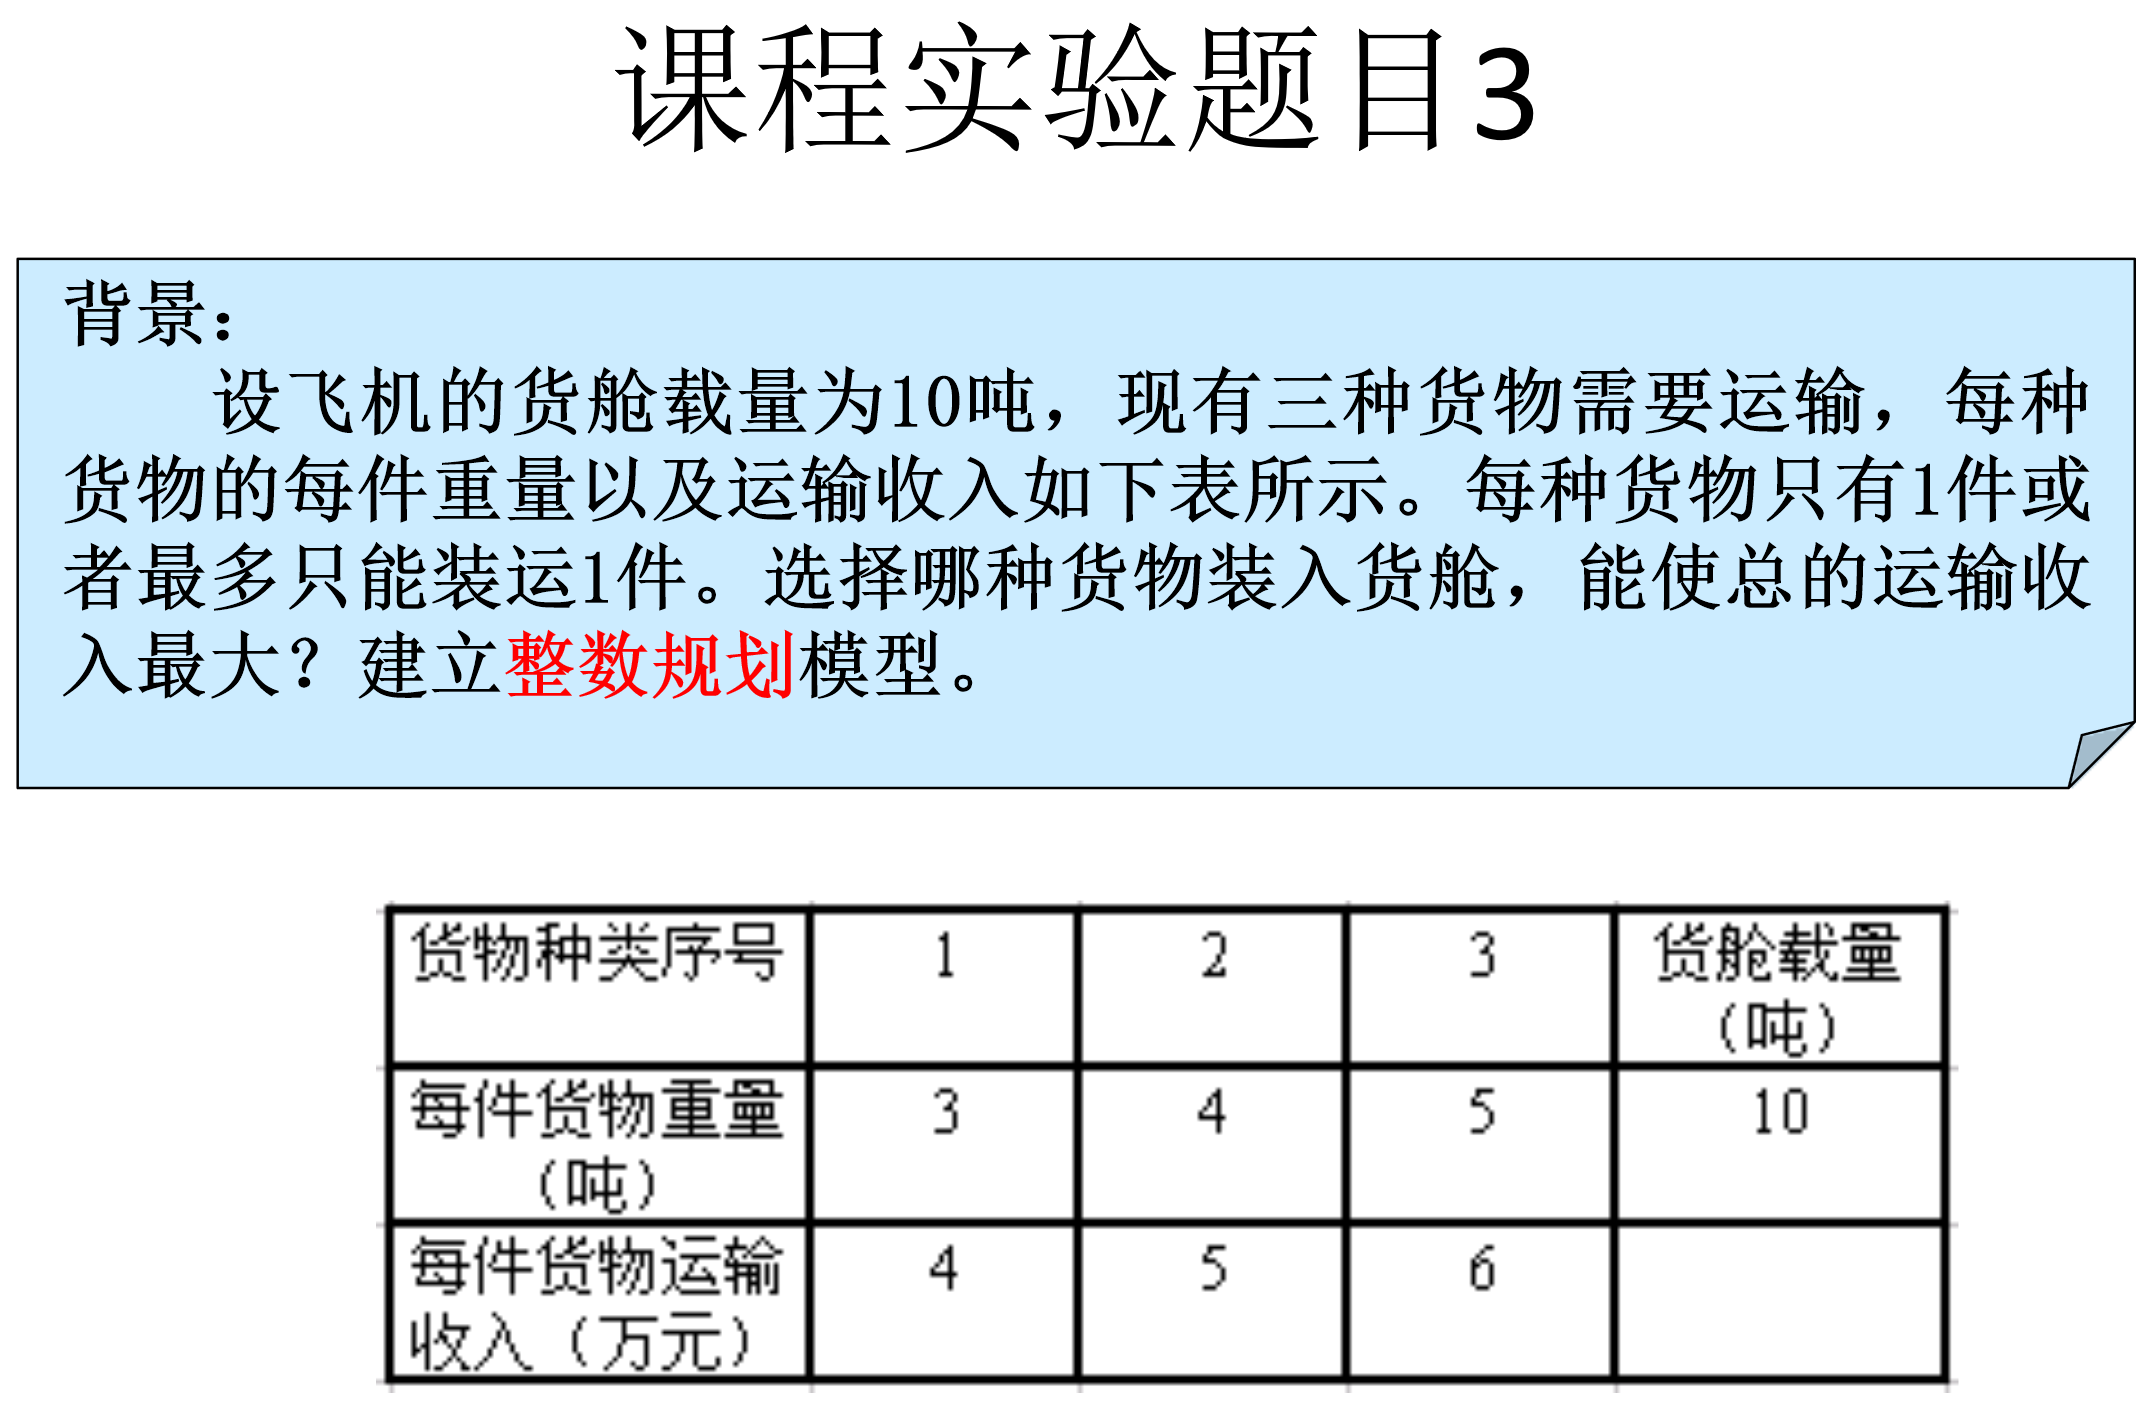 课程实验题目3
背景：
设飞机的货舱载量为10吨，现有三种货物需要运输，每种
货物的每件重量以及运输收入如下表所示。每种货物只有1件或
者最多只能装运1件。选择哪种货物装入货舱，能使总的运输收
入最大？建立整数规划模型。
货物种类序号 1 2 3 货舱载量
（吨）
每件货物重量 3 4 5 10
（吨）
每件货物运输 4 5 6
收入（万元）